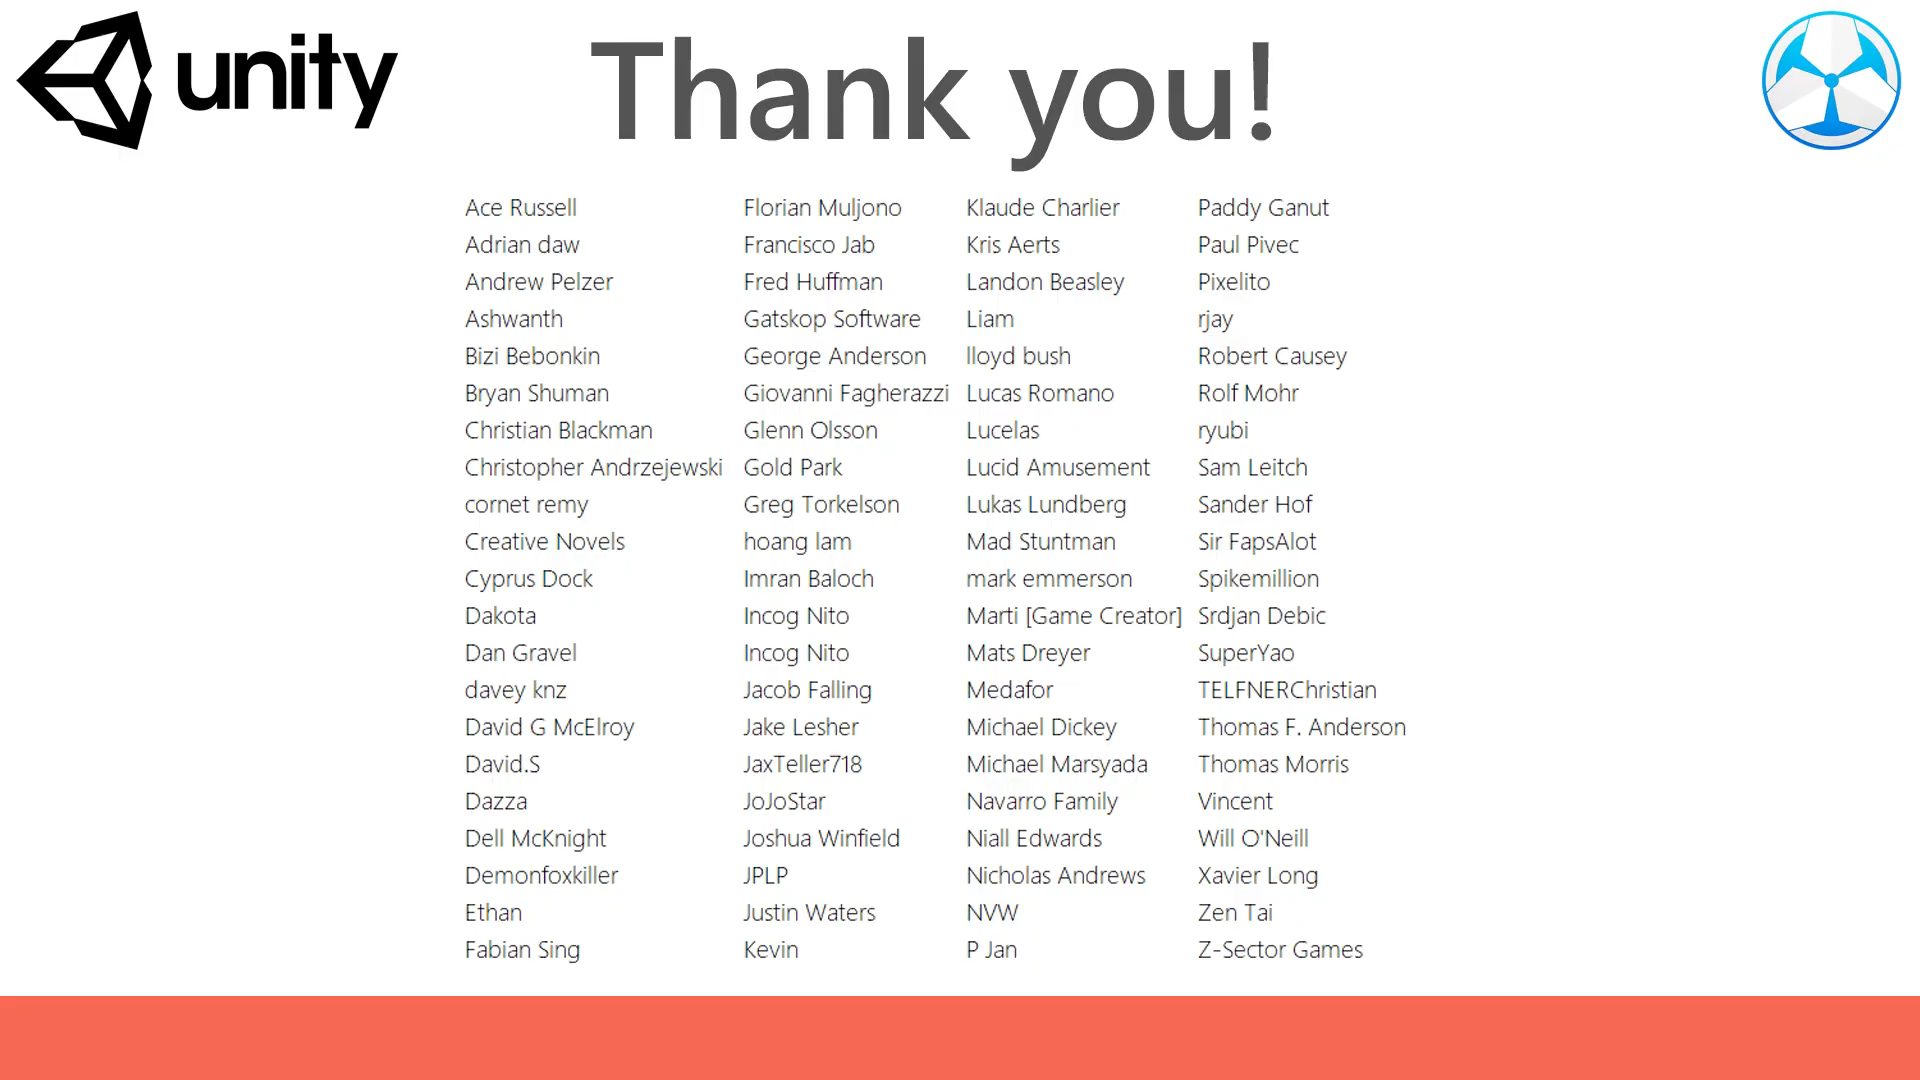 unity
Thank you!
Ace Russell
Adrian daw
Andrew Pelzer
Ashwanth
Bizi Bebonkin
Bryan Shuman
Christian Blackman
Christopher Andrzejewski
cornet remy
Creative Novels
Cyprus Dock
Dakota
Dan Gravel
davey knz
David G McElroy
David.S
Dazza
Dell McKnight
Demonfoxkiller
Ethan
Fabian Sing
Florian Muljono
Francisco Jab
Fred Huffman
Gatskop Software
George Anderson
Giovanni Fagherazzi
Glenn Olsson
Gold Park
Greg Torkelson
hoang lam
Imran Baloch
Incog Nito
Incog Nito
Jacob Falling
Jake Lesher
JaxTeller718
JoJoStar
Joshua Winfield
JPLP
Justin Waters
Kevin
Klaude Charlier
Kris Aerts
Landon Beasley
Liam
lloyd bush
Lucas Romano
Lucelas
Lucid Amusement
Lukas Lundberg
Mad Stuntman
mark emmerson
Marti [Game Creator]
Mats Dreyer
Medafor
Michael Dickey
Michael Marsyada
Navarro Family
Niall Edwards
Nicholas Andrews
NVW
P Jan
Paddy Ganut
Paul Pivec
Pixelito
rjay
Robert Causey
Rolf Mohr
ryubi
Sam Leitch
Sander Hof
Sir FapsAlot
Spikemillion
Srdjan Debic
SuperYao
TELFNERChristian
Thomas F. Anderson
Thomas Morris
Vincent
Will O'Neill
Xavier Long
Zen Tai
Z-Sector Games